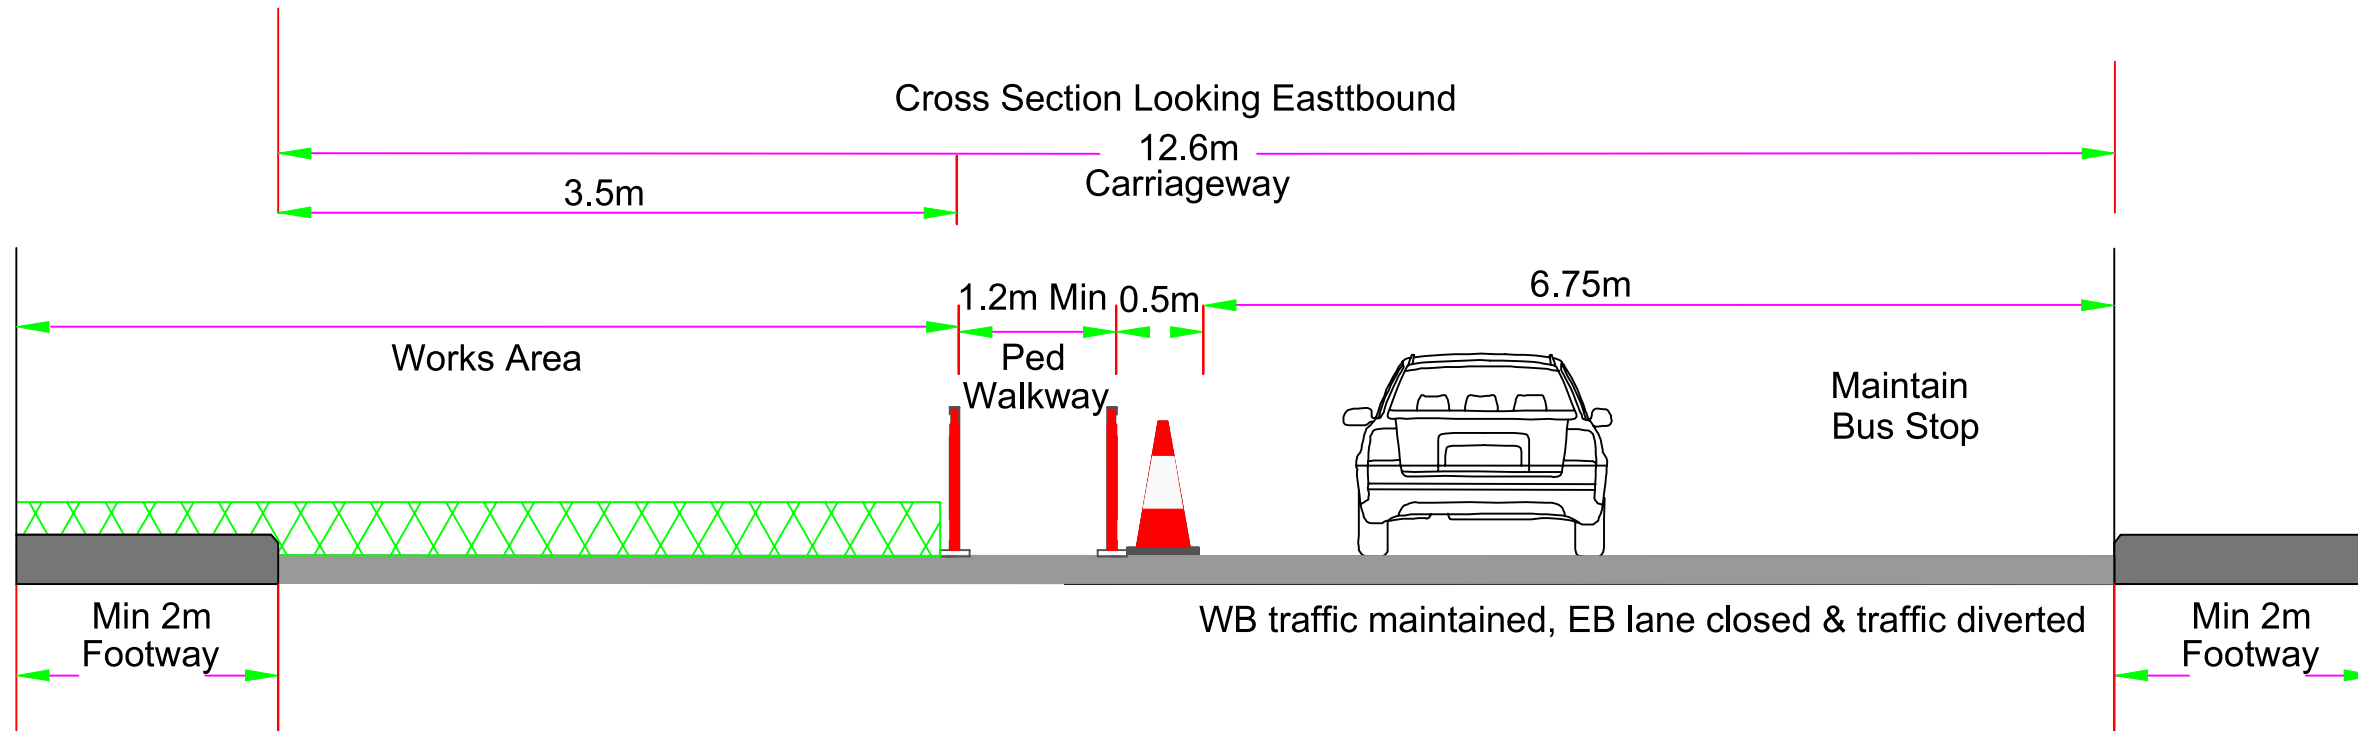 Cross Section Looking Easttbound
12.6m
Carriageway
3.5m
1.2m Min
0.5m
6.75m
Works Area
Ped
Walkway
Maintain
Bus Stop
Min 2m
Footway
WB traffic maintained, EB lane closed & traffic diverted
Min 2m
Footway